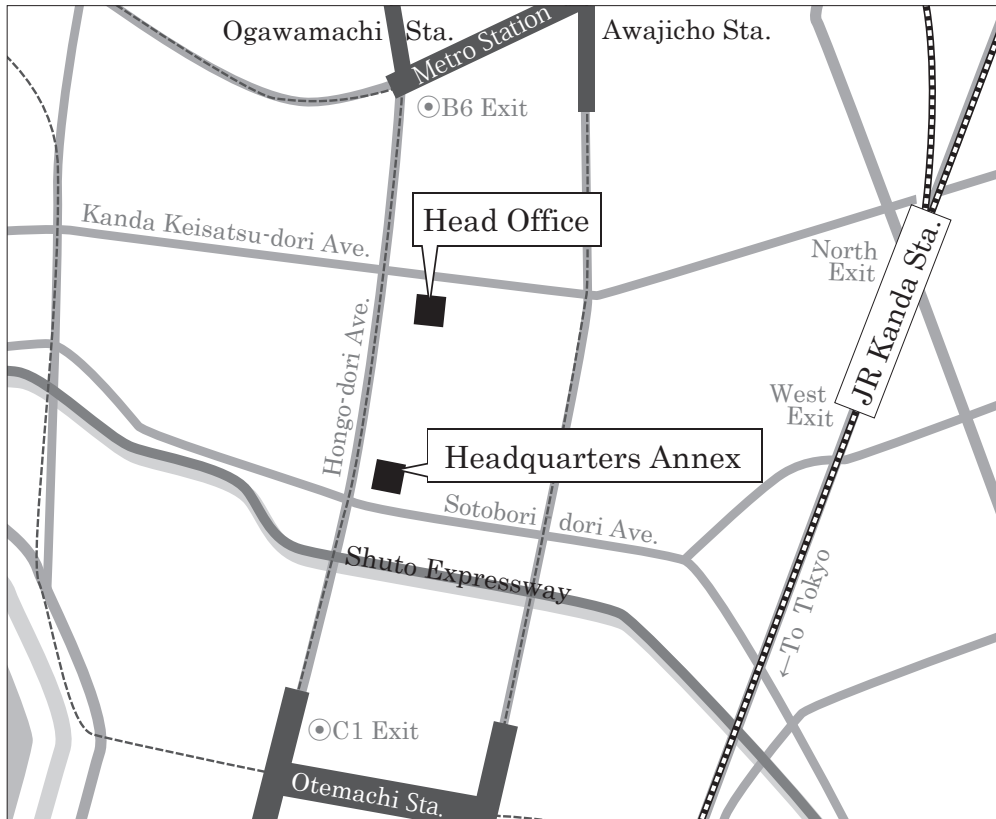 Ogawamachi Sta.
Awajicho Sta.
Metro Station
B6 Exit
Head Office
Kanda Keisatsu-dori Ave.
North
Exit
JR Kanda Sta.
Hongo-dori Ave.
West
Exit
Headquarters Annex
Sotobori dori Ave.
Shuto Expressway
←To Tokyo
C1 Exit
Otemachi Sta.